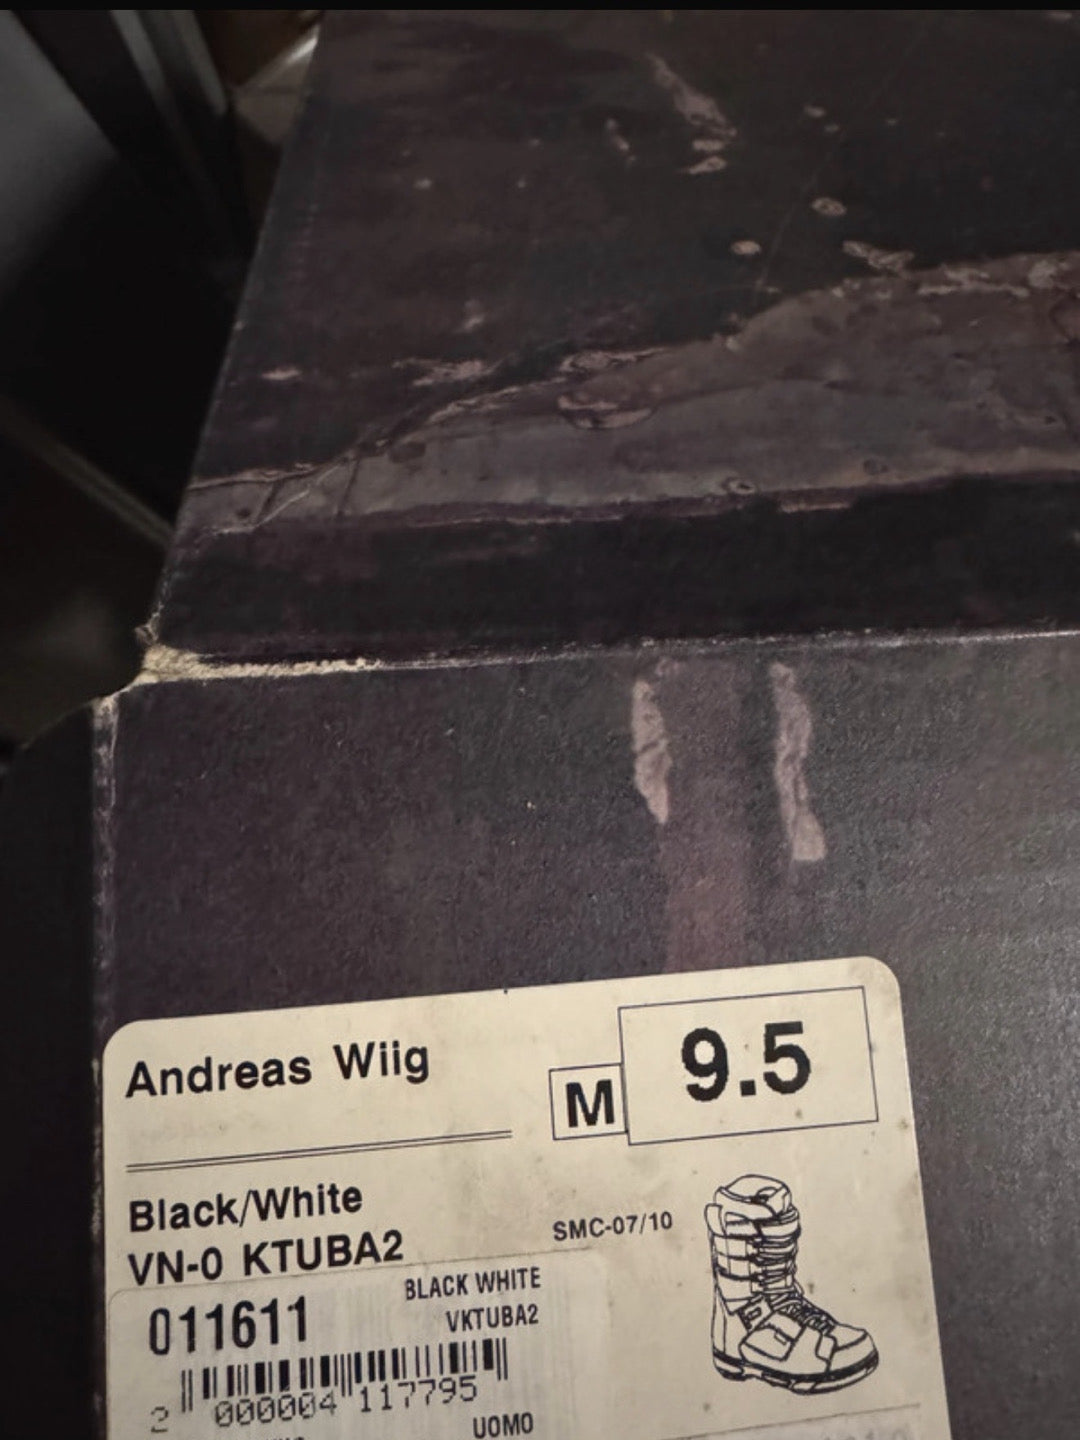 Andreas Wiig
M 9.5
Black/White
SMC-07/10
VN-0 KTUBA2
BLACK WHITE
011611
VKTUBA2
2 000004 117795
UOMO